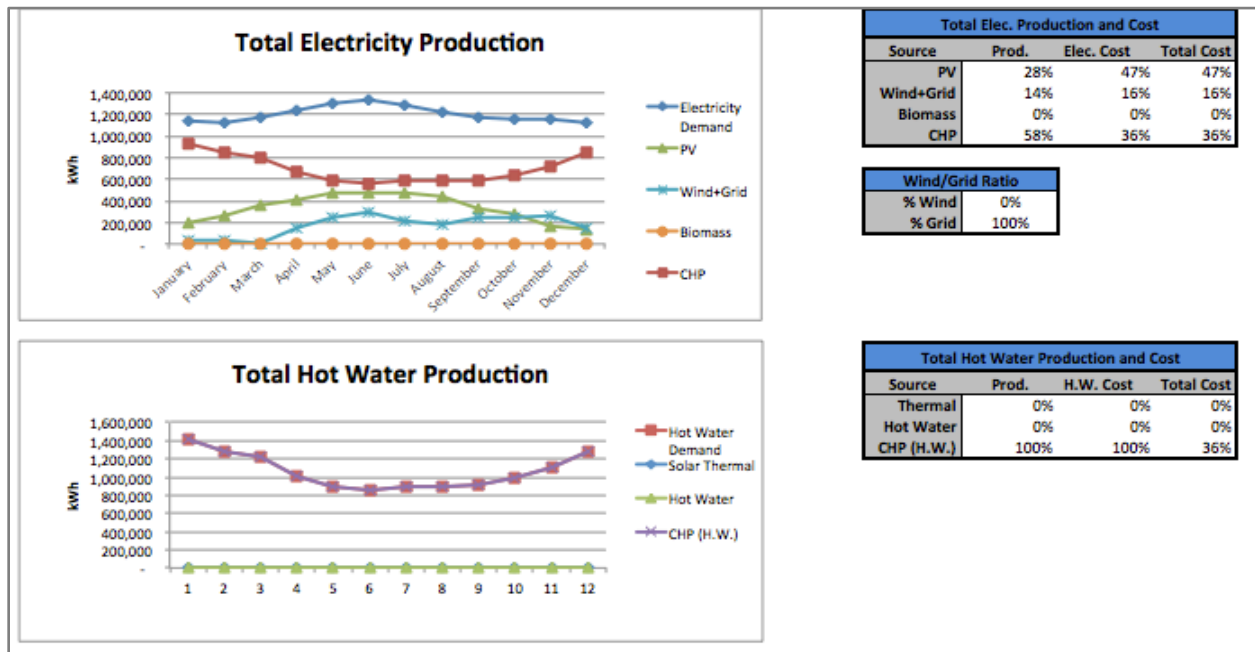 Total Electricity Production
1,400,000
1,200,000
1,000,000
800,000
600,000
400,000
200,000
-
kWh
January
February
March
April
May
June
July
August
September
October
November
December
Electricity
Demand
PV
Wind+Grid
Biomass
CHP
Total Elec. Production and Cost
Source Prod. Elec. Cost Total Cost
PV 28% 47% 47%
Wind+Grid 14% 16% 16%
Biomass 0% 0% 0%
CHP 58% 36% 36%
Wind/Grid Ratio
% Wind 0%
% Grid 100%
Total Hot Water Production
1,600,000
1,400,000
1,200,000
1,000,000
800,000
600,000
400,000
200,000
-
kWh
1 2 3 4 5 6 7 8 9 10 11 12
Hot Water
Demand
Solar Thermal
Hot Water
CHP (H.W.)
Total Hot Water Production and Cost
Source Prod. H.W. Cost Total Cost
Thermal 0% 0% 0%
Hot Water 0% 0% 0%
CHP (H.W.) 100% 100% 36%